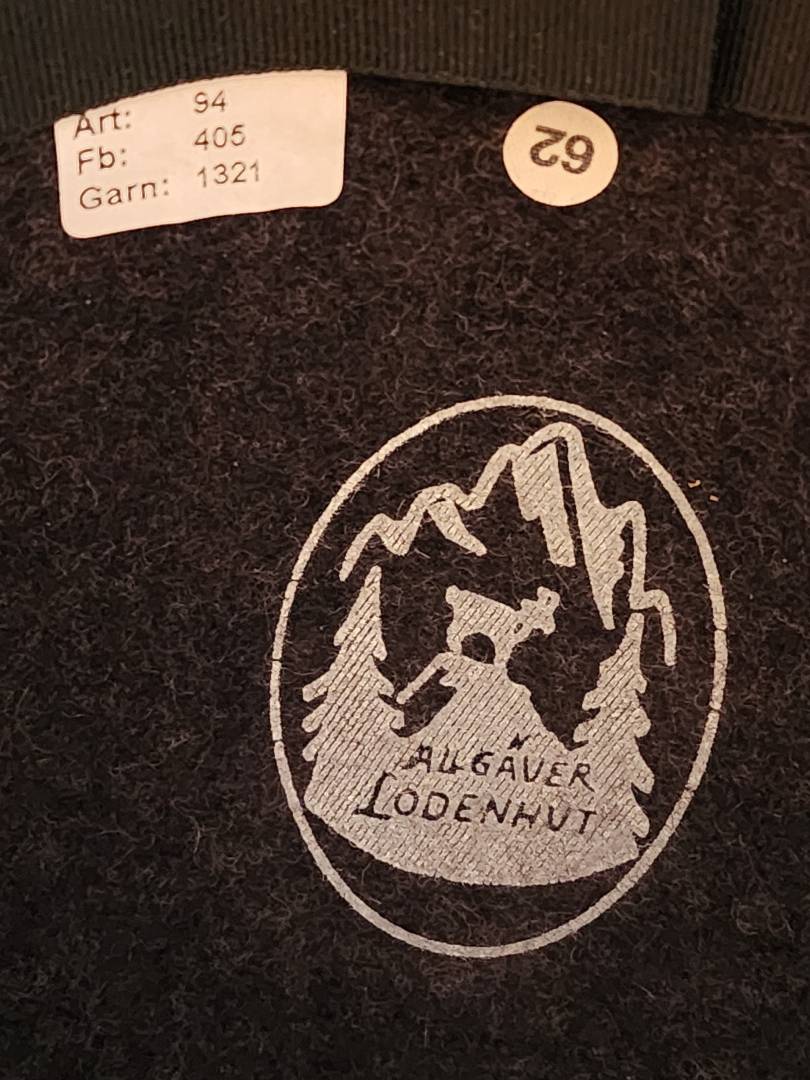 Art: 94
Fb: 405
Garn: 1321
62
ALLGÄUER
LODENHUT